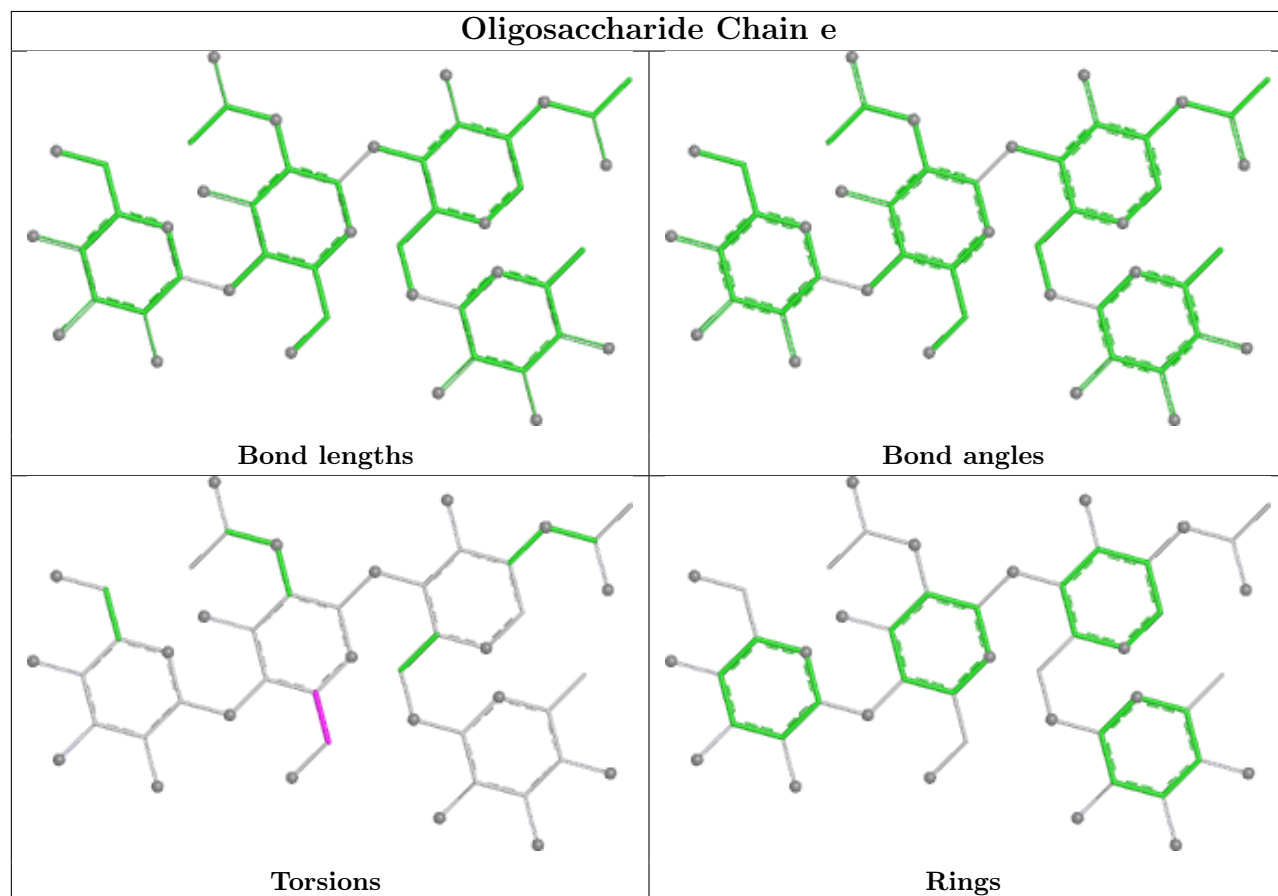 Oligosaccharide Chain e
Bond lengths
Bond angles
Torsions
Rings